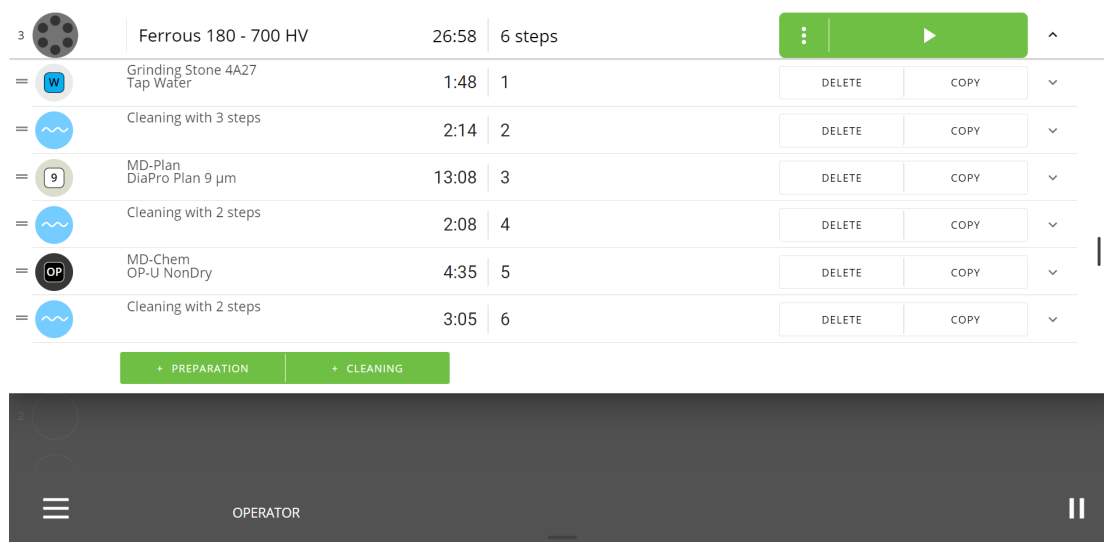 3 Ferrous 180 - 700 HV 26:58 6 steps
W Grinding Stone 4A27
Tap Water 1:48 1 DELETE COPY
Cleaning with 3 steps 2:14 2 DELETE COPY
9 MD-Plan
DiaPro Plan 9 µm 13:08 3 DELETE COPY
Cleaning with 2 steps 2:08 4 DELETE COPY
OP MD-Chem
OP-U NonDry 4:35 5 DELETE COPY
Cleaning with 2 steps 3:05 6 DELETE COPY
+ PREPARATION + CLEANING
2
OPERATOR